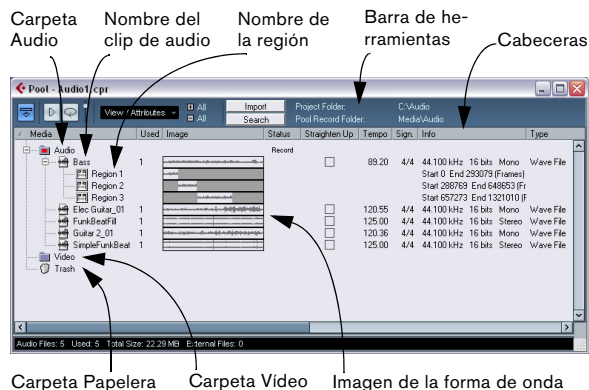 Carpeta Audio
Nombre del clip de audio
Nombre de la región
Barra de he-
rramientas
Cabeceras
Pool - Audio1.cpr
View / Attributes
All
All
Import
Search
Project Folder: C:\Audio
Pool Record Folder: Media\Audio
Media Used Image Status Straighten Up Tempo Sign. Info Type
Audio Record
Bass 1 89.20 4/4 44.100 kHz 16 bits Mono Wave File
Region 1 Start 0 End 293079 (Frames)
Region 2 Start 288769 End 648653 (Fr
Region 3 Start 657273 End 1321010 (F
Elec Guitar_01 1 120.55 4/4 44.100 kHz 16 bits Mono Wave File
FunkBeatFill 1 125.00 4/4 44.100 kHz 16 bits Stereo Wave File
Guitar 2_01 1 120.36 4/4 44.100 kHz 16 bits Mono Wave File
SimpleFunkBeat 1 125.00 4/4 44.100 kHz 16 bits Stereo Wave File
Video
Trash
Audio Files: 5 Used: 5 Total Size: 22.29 MB External Files: 0
Carpeta Papelera
Carpeta Vídeo
Imagen de la forma de onda